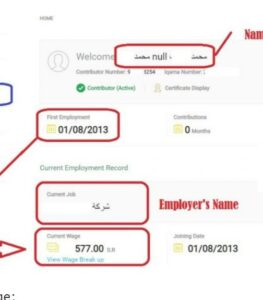 HOME
Nam
Welcome محمد null محمد ،
Contributor Number: 9 5254 Iqama Number:
Contributor (Active) Certificate Display
First Employment
01/08/2013
Contributions
0 Months
Current Employment Record
Current Job
شركة
Employer's Name
Current Wage
577.00 S.R
View Wage Break up
Joining Date
01/08/2013
ge: